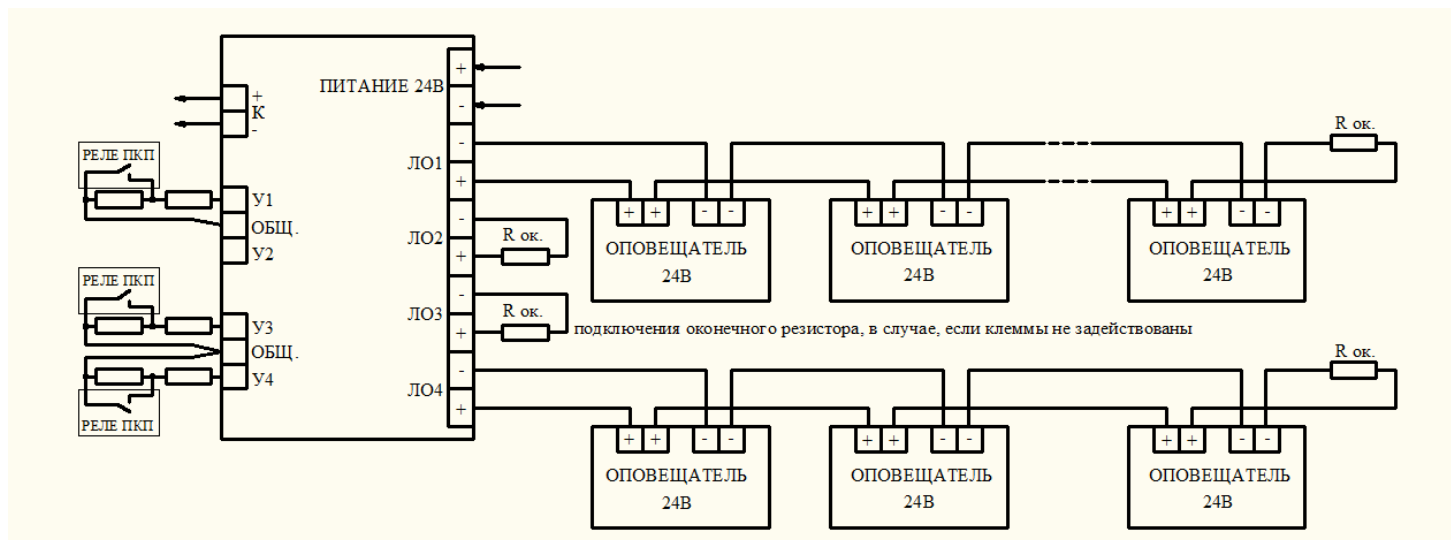 ПИТАНИЕ 24В
+
-
+
К
-
РЕЛЕ ПКП
У1
ОБЩ.
У2
РЕЛЕ ПКП
У3
ОБЩ.
У4
РЕЛЕ ПКП
ЛО1
-
+
ЛО2
-
+
R ок.
ЛО3
-
+
R ок.
подключения оконечного резистора, в случае, если клеммы не задействованы
ЛО4
-
+
R ок.
+ + - -
ОПОВЕЩАТЕЛЬ
24В
+ + - -
ОПОВЕЩАТЕЛЬ
24В
+ + - -
ОПОВЕЩАТЕЛЬ
24В
R ок.
+ + - -
ОПОВЕЩАТЕЛЬ
24В
+ + - -
ОПОВЕЩАТЕЛЬ
24В
+ + - -
ОПОВЕЩАТЕЛЬ
24В